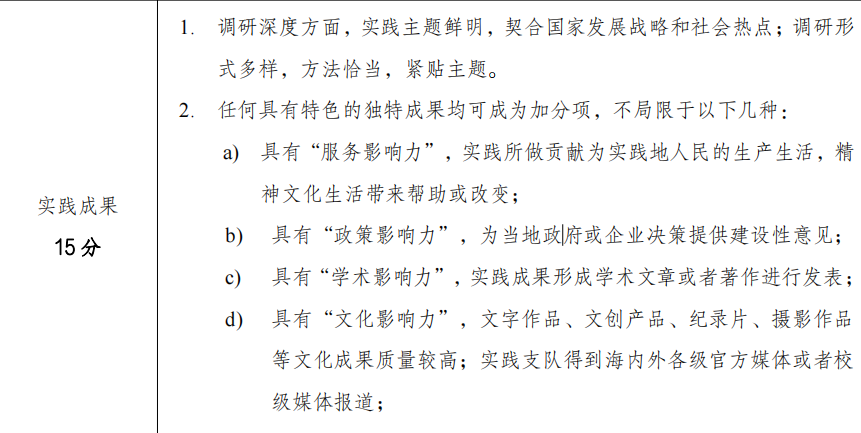 实践成果
15 分
1. 调研深度方面，实践主题鲜明，契合国家发展战略和社会热点；调研形
式多样，方法恰当，紧贴主题。
2. 任何具有特色的独特成果均可成为加分项，不局限于以下几种：
a) 具有“服务影响力”，实践所做贡献为实践地人民的生产生活，精
神文化生活带来帮助或改变；
b) 具有“政策影响力”，为当地政府或企业决策提供建设性意见；
c) 具有“学术影响力”，实践成果形成学术文章或者著作进行发表；
d) 具有“文化影响力”，文字作品、文创产品、纪录片、摄影作品
等文化成果质量较高；实践支队得到海内外各级官方媒体或者校
级媒体报道；